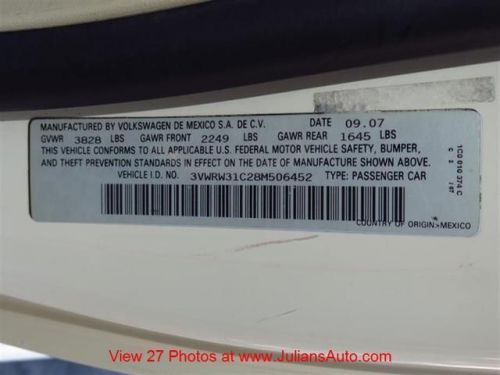 MANUFACTURED BY VOLKSWAGEN DE MEXICO S.A. DE C.V. DATE 09.07
GVWR 3828 LBS GAWR FRONT 2249 LBS GAWR REAR 1645 LBS
THIS VEHICLE CONFORMS TO ALL APPLICABLE U.S. FEDERAL MOTOR VEHICLE SAFETY, BUMPER,
AND THEFT PREVENTION STANDARDS IN EFFECT ON THE DATE OF MANUFACTURE SHOWN ABOVE.
VEHICLE I.D. NO. 3VWRW31C28M506452 TYPE: PASSENGER CAR
COUNTRY OF ORIGIN>MEXICO
1C0 010 374 C
View 27 Photos at www.JuliansAuto.com